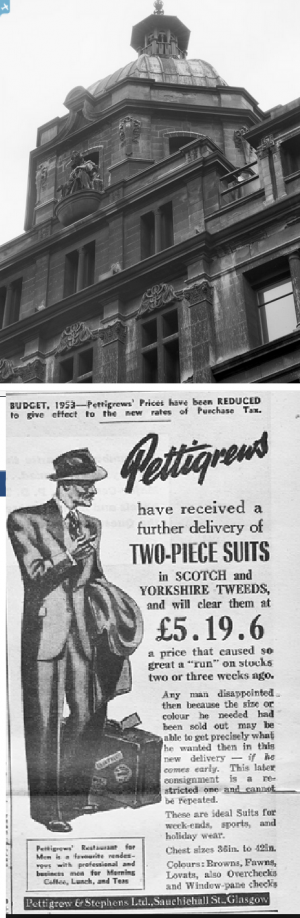 BUDGET, 1953—Pettigrews' Prices have been REDUCED
to give effect to the new rates of Purchase Tax.
Pettigrews
have received a
further delivery of
TWO-PIECE SUITS
in SCOTCH and
YORKSHIRE TWEEDS,
and will clear them at
£5.19.6
a price that caused so
great a "run" on stocks
two or three weeks ago.
Any man disappointed
then because the size or
colour he needed had
been sold out may be
able to get precisely what
he wanted then in this
new delivery — if he
comes early. This later
consignment is a re-
stricted one and cannot
be repeated.
These are ideal Suits for
week-ends, sports, and
holiday wear.
Chest sizes 36in. to 42in.
Colours: Browns, Fawns,
Lovats, also Overchecks
and Window-pane checks
Pettigrews' Restaurant for
Men is a favourite rendez-
vous with professional and
business men for Morning
Coffee, Lunch, and Teas
Pettigrew & Stephens Ltd., Sauchiehall St., Glasgow